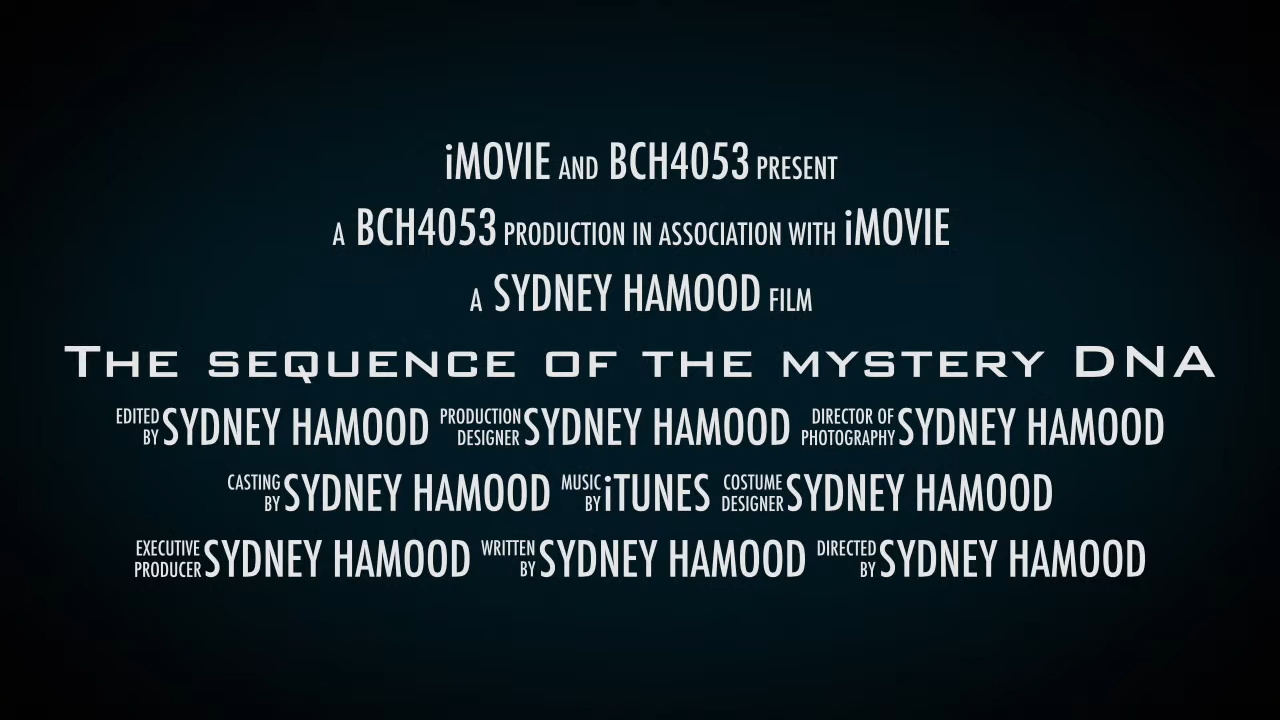 iMOVIE AND BCH4053 PRESENT
A BCH4053 PRODUCTION IN ASSOCIATION WITH iMOVIE
A SYDNEY HAMOOD FILM
THE SEQUENCE OF THE MYSTERY DNA
EDITED BY SYDNEY HAMOOD PRODUCTION DESIGNER SYDNEY HAMOOD DIRECTOR OF PHOTOGRAPHY SYDNEY HAMOOD
CASTING BY SYDNEY HAMOOD MUSIC BY iTUNES COSTUME DESIGNER SYDNEY HAMOOD
EXECUTIVE PRODUCER SYDNEY HAMOOD WRITTEN BY SYDNEY HAMOOD DIRECTED BY SYDNEY HAMOOD